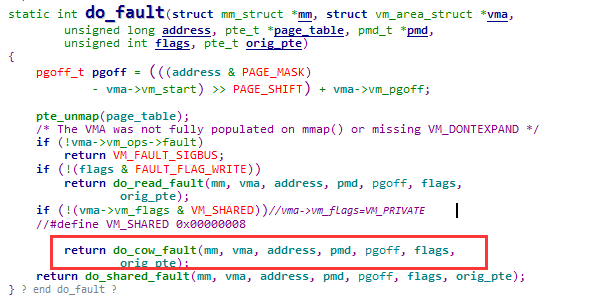 static int do_fault(struct mm_struct *mm, struct vm_area_struct *vma,
unsigned long address, pte_t *page_table, pmd_t *pmd,
unsigned int flags, pte_t orig_pte)
{
pgoff_t pgoff = (((address & PAGE_MASK)
- vma->vm_start) >> PAGE_SHIFT) + vma->vm_pgoff;
pte_unmap(page_table);
/* The VMA was not fully populated on mmap() or missing VM_DONTEXPAND */
if (!vma->vm_ops->fault)
return VM_FAULT_SIGBUS;
if (!(flags & FAULT_FLAG_WRITE))
return do_read_fault(mm, vma, address, pmd, pgoff, flags,
orig_pte);
if (!(vma->vm_flags & VM_SHARED))//vma->vm_flags=VM_PRIVATE
//#define VM_SHARED 0x00000008
return do_cow_fault(mm, vma, address, pmd, pgoff, flags,
orig_pte);
return do_shared_fault(mm, vma, address, pmd, pgoff, flags, orig_pte);
} ? end do_fault ?